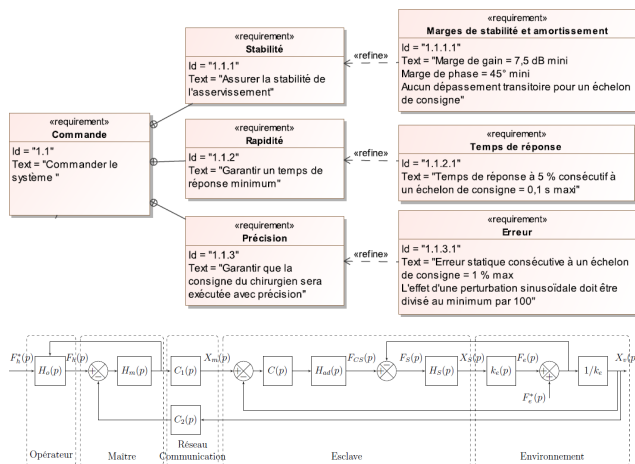 «requirement»
Stabilité
Id = "1.1.1"
Text = "Assurer la stabilité de
l'asservissement"
«refine»
«requirement»
Marges de stabilité et amortissement
Id = "1.1.1.1"
Text = "Marge de gain = 7,5 dB mini
Marge de phase = 45° mini
Aucun dépassement transitoire pour un échelon
de consigne"
«requirement»
Commande
Id = "1.1"
Text = "Commander le
système "
«requirement»
Rapidité
Id = "1.1.2"
Text = "Garantir un temps de
réponse minimum"
«refine»
«requirement»
Temps de réponse
Id = "1.1.2.1"
Text = "Temps de réponse à 5 % consécutif à
un échelon de consigne = 0,1 s maxi"
«requirement»
Précision
Id = "1.1.3"
Text = "Garantir que la
consigne du chirurgien sera
exécutée avec précision"
«refine»
«requirement»
Erreur
Id = "1.1.3.1"
Text = "Erreur statique consécutive à un échelon
de consigne = 1 % max
L'effet d'une perturbation sinusoïdale doit être
divisé au minimum par 100"
F*h(p) Ho(p) Fh(p) Hm(p) C1(p) Xm(p) C(p) Had(p) FCS(p) FS(p) HS(p) XS(p) ke(p) Fe(p) 1/ke Xs(p)
F*e(p)
C2(p)
Opérateur Maître Réseau Communication Esclave Environnement